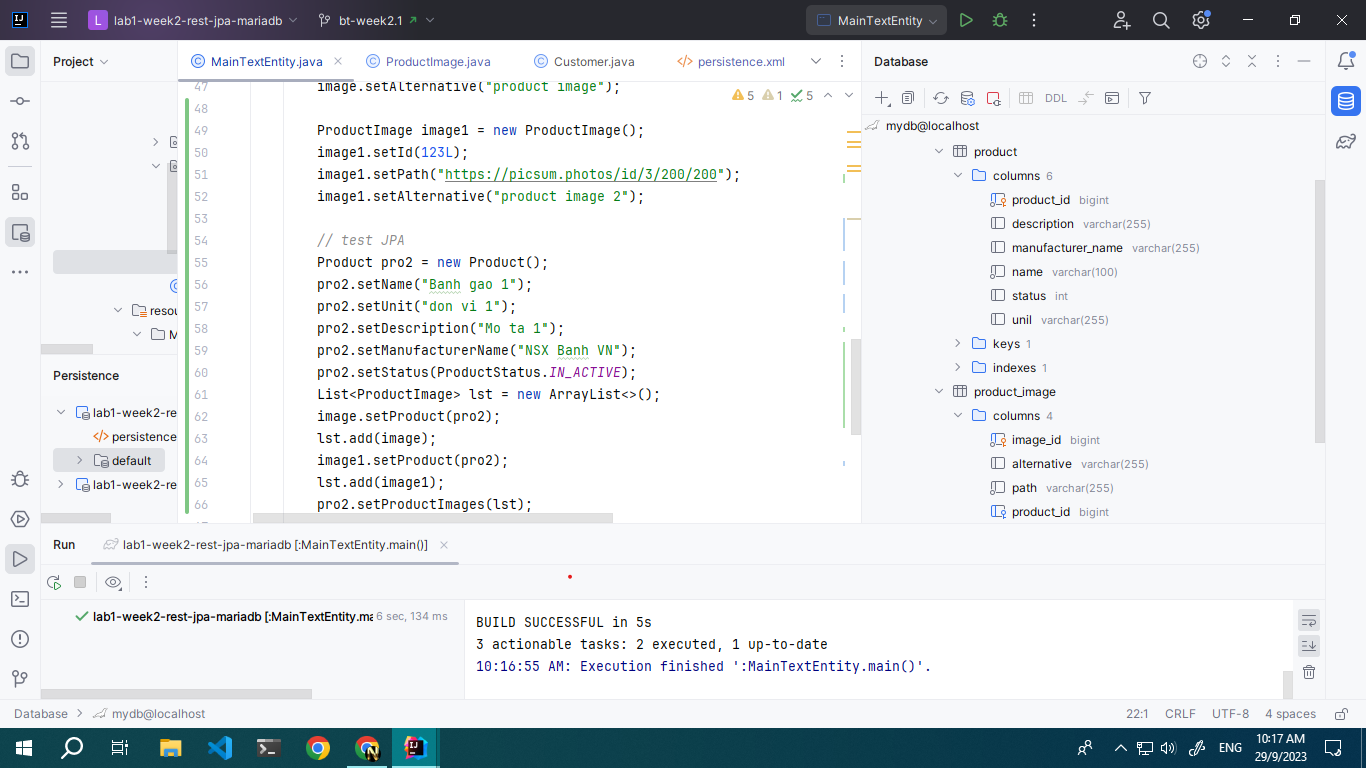 L lab1-week2-rest-jpa-mariadb bt-week2.1 MainTextEntity
Project
MainTextEntity.java ProductImage.java Customer.java persistence.xml
Database
5 1 5
DDL
47 image.setAlternative("product image");
48
49 ProductImage image1 = new ProductImage();
50 image1.setId(123L);
51 image1.setPath("https://picsum.photos/id/3/200/200");
52 image1.setAlternative("product image 2");
53
54 // test JPA
55 Product pro2 = new Product();
56 pro2.setName("Banh gao 1");
57 pro2.setUnit("don vi 1");
58 pro2.setDescription("Mo ta 1");
59 pro2.setManufacturerName("NSX Banh VN");
60 pro2.setStatus(ProductStatus.IN_ACTIVE);
61 List<ProductImage> lst = new ArrayList<>();
62 image.setProduct(pro2);
63 lst.add(image);
64 image1.setProduct(pro2);
65 lst.add(image1);
66 pro2.setProductImages(lst);
resou
M
Persistence
lab1-week2-re
persistence
default
lab1-week2-re
mydb@localhost
product
columns 6
product_id bigint
description varchar(255)
manufacturer_name varchar(255)
name varchar(100)
status int
unil varchar(255)
keys 1
indexes 1
product_image
columns 4
image_id bigint
alternative varchar(255)
path varchar(255)
product_id bigint
Run lab1-week2-rest-jpa-mariadb [:MainTextEntity.main()]
lab1-week2-rest-jpa-mariadb [:MainTextEntity.ma 6 sec, 134 ms
BUILD SUCCESSFUL in 5s
3 actionable tasks: 2 executed, 1 up-to-date
10:16:55 AM: Execution finished ':MainTextEntity.main()'.
Database mydb@localhost
22:1 CRLF UTF-8 4 spaces
ENG
10:17 AM
29/9/2023